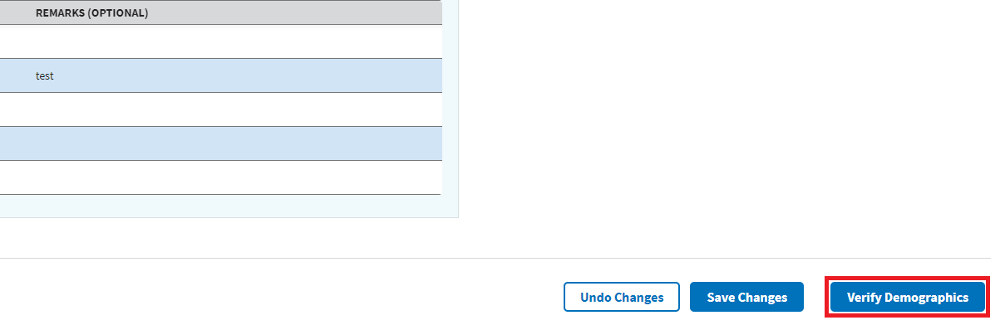 REMARKS (OPTIONAL)
test
Undo Changes
Save Changes
Verify Demographics